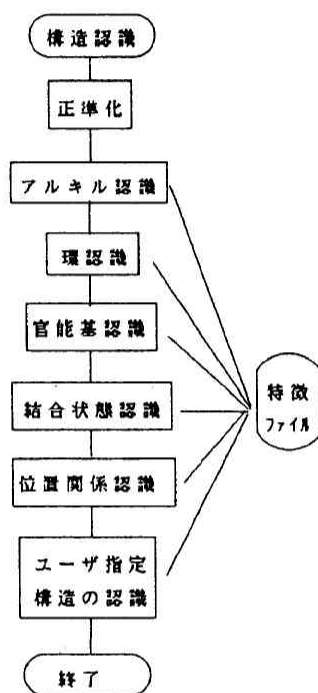 構造認識
正準化
アルキル認識
環認識
官能基認識
結合状態認識
位置関係認識
ユーザ指定
構造の認識
終了
特徴
ファイル